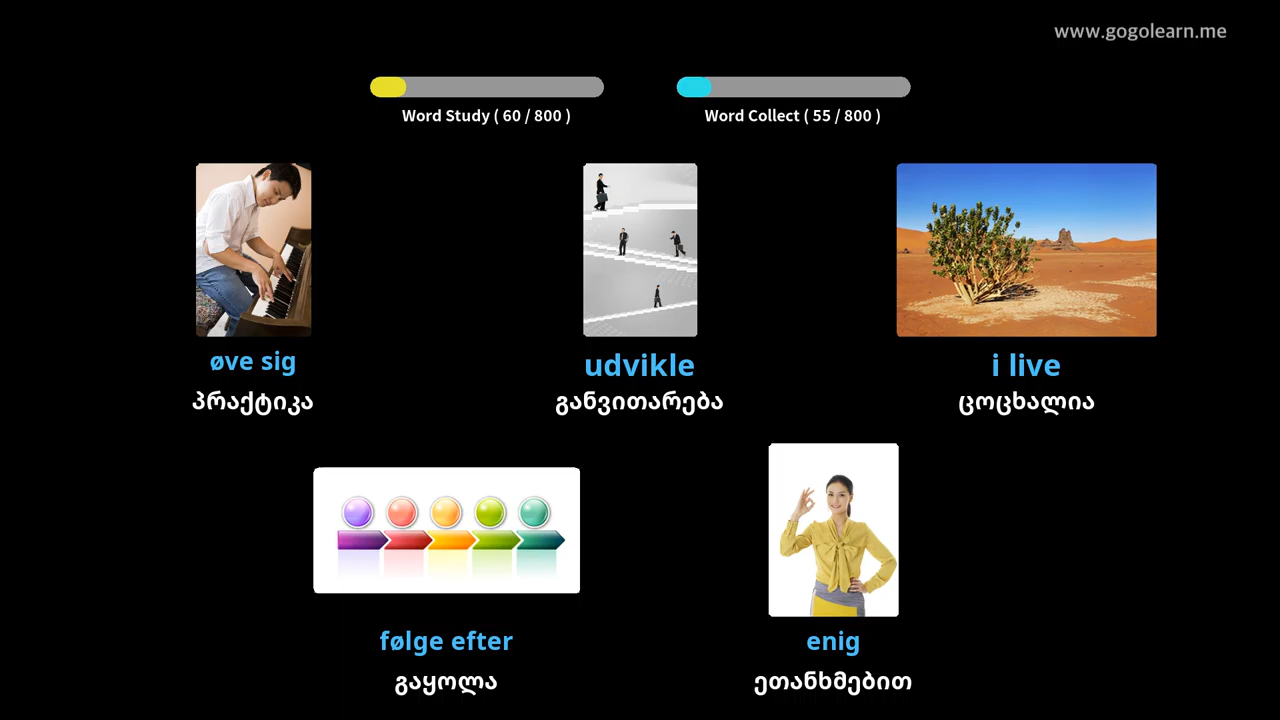 www.gogolearn.me
Word Study ( 60 / 800 )
Word Collect ( 55 / 800 )
øve sig
პრაქტიკა
udvikle
განვითარება
i live
ცოცხალია
følge efter
გაყოლა
enig
ეთანხმებით